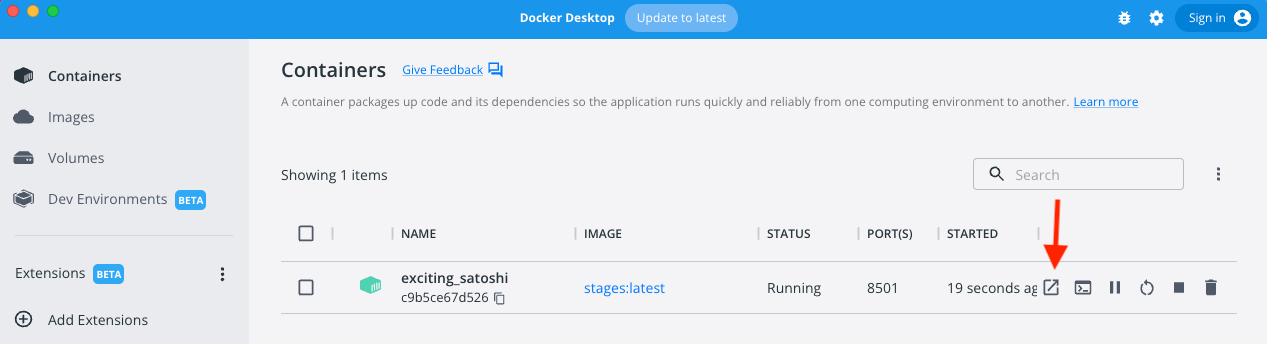 Docker Desktop Update to latest Sign in
Containers
Images
Volumes
Dev Environments BETA
Extensions BETA
Add Extensions
Containers Give Feedback
A container packages up code and its dependencies so the application runs quickly and reliably from one computing environment to another. Learn more
Showing 1 items Search
NAME IMAGE STATUS PORT(S) STARTED
exciting_satoshi
c9b5ce67d526 stages:latest Running 8501 19 seconds ag